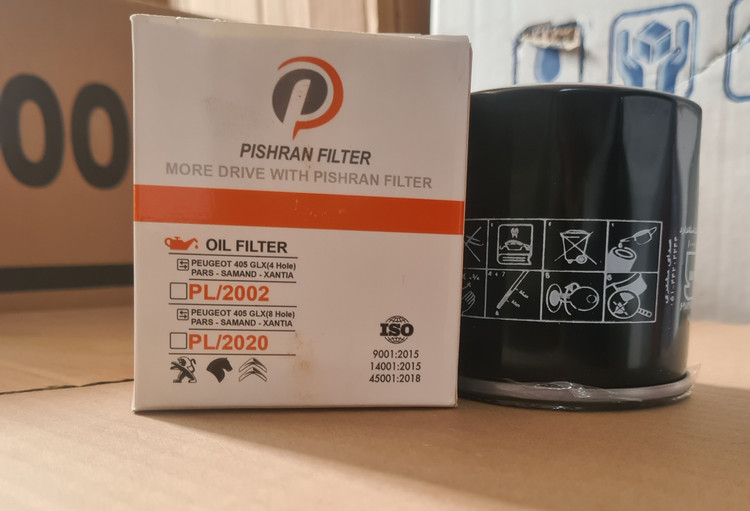 OO
PISHRAN FILTER
MORE DRIVE WITH PISHRAN FILTER
OIL FILTER
PEUGEOT 405 GLX(4 Hole)
PARS - SAMAND - XANTIA
PL/2002
PEUGEOT 405 GLX(8 Hole)
PARS - SAMAND - XANTIA
PL/2020
ISO
9001:2015
14001:2015
45001:2018